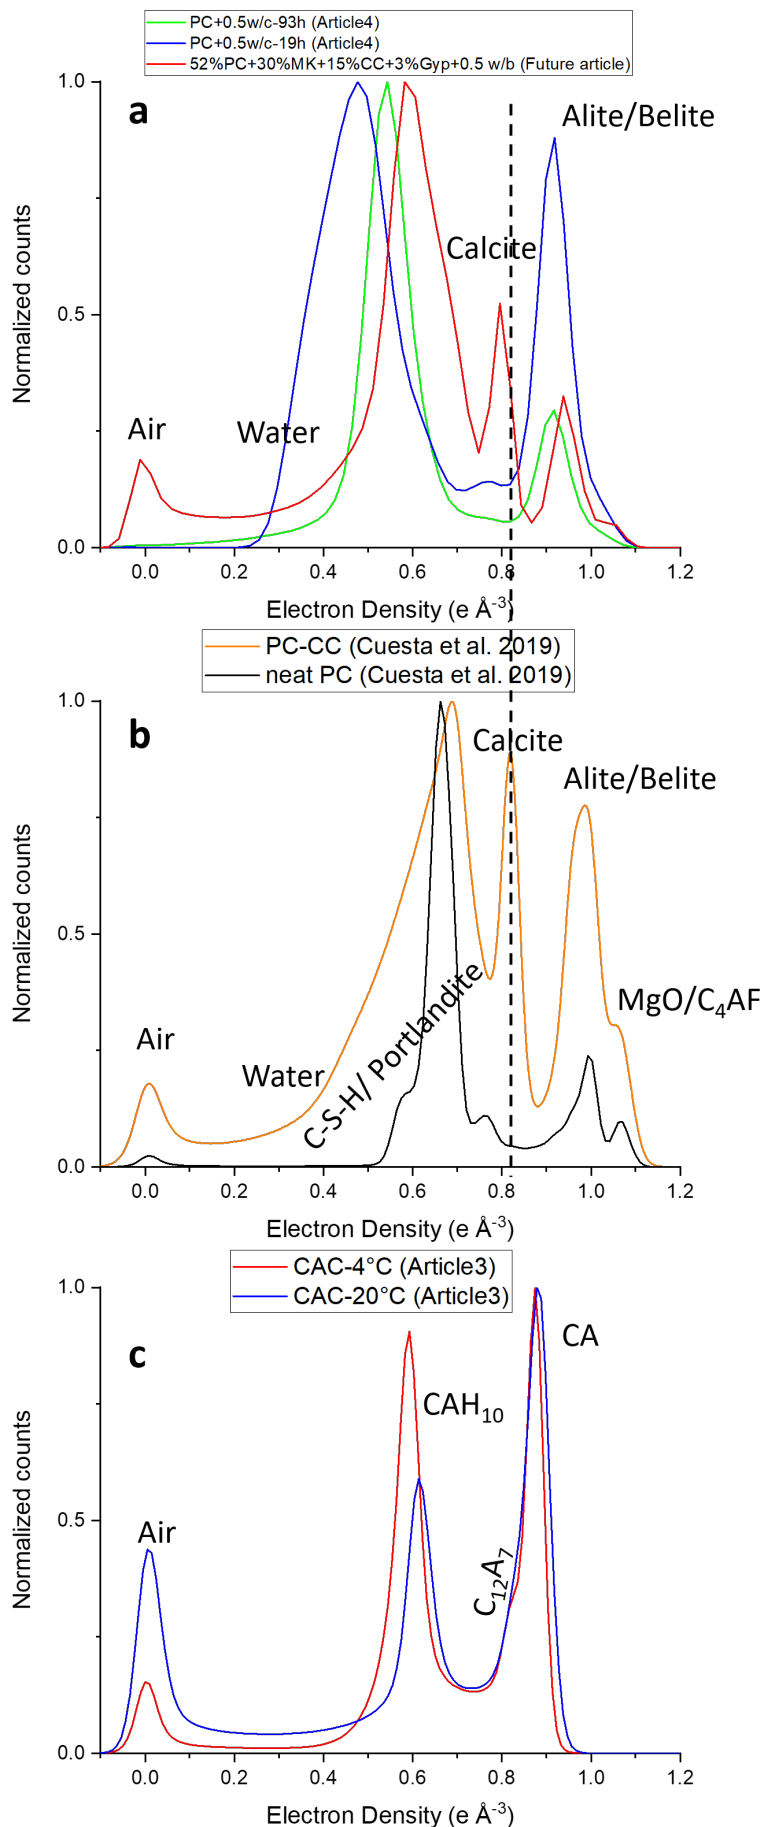 PC+0.5w/c-93h (Article4)
PC+0.5w/c-19h (Article4)
52%PC+30%MK+15%CC+3%Gyp+0.5 w/b (Future article)
a
Alite/Belite
Calcite
Air
Water
Normalized counts
1.0
0.5
0.0
0.0 0.2 0.4 0.6 0.8 1.0 1.2
Electron Density (e Å⁻³)
PC-CC (Cuesta et al. 2019)
neat PC (Cuesta et al. 2019)
b
Calcite
Alite/Belite
MgO/C₄AF
C-S-H/ Portlandite
Air
Water
Normalized counts
1.0
0.5
0.0
0.0 0.2 0.4 0.6 0.8 1.0 1.2
Electron Density (e Å⁻³)
CAC-4°C (Article3)
CAC-20°C (Article3)
c
CA
CAH₁₀
Air
C₁₂A₇
Normalized counts
1.0
0.5
0.0
0.0 0.2 0.4 0.6 0.8 1.0 1.2
Electron Density (e Å⁻³)